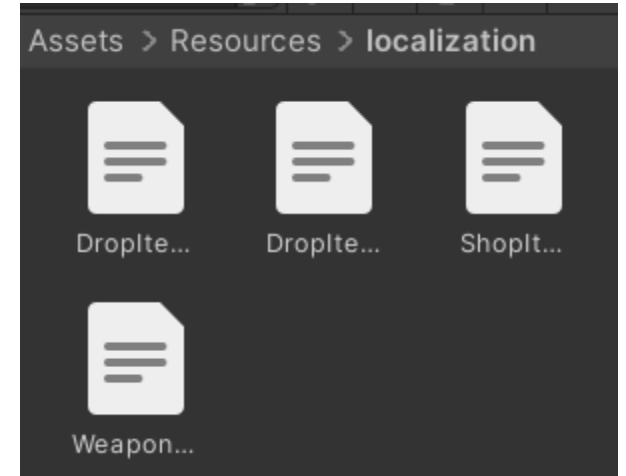 Assets > Resources > localization
DropIte...
DropIte...
ShopIt...
Weapon...